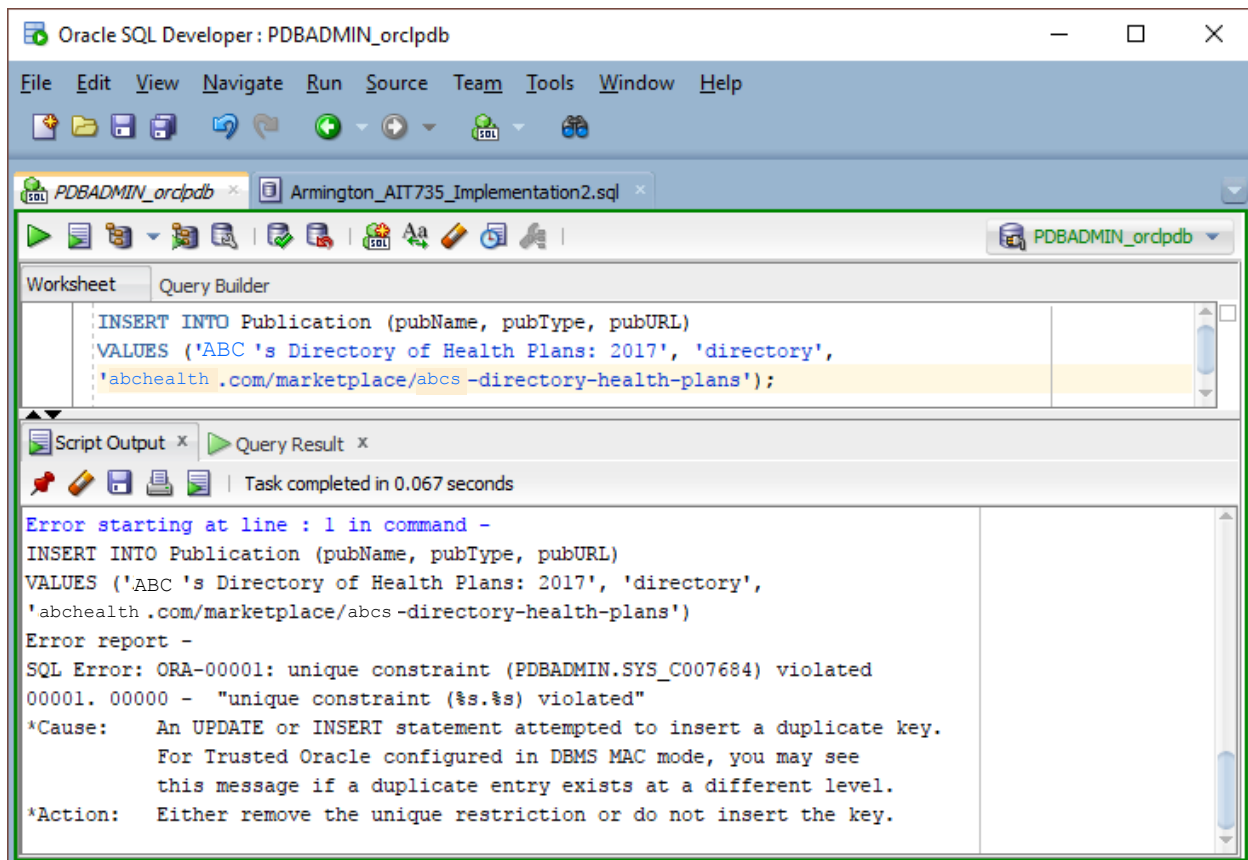 Oracle SQL Developer : PDBADMIN_orclpdb
File Edit View Navigate Run Source Team Tools Window Help
SQL
SQL PDBADMIN_orclpdb × Armington_AIT735_Implementation2.sql ×
SQL Aa PDBADMIN_orclpdb
Worksheet Query Builder
INSERT INTO Publication (pubName, pubType, pubURL)
VALUES ('ABC 's Directory of Health Plans: 2017', 'directory',
'abchealth .com/marketplace/abcs -directory-health-plans');
Script Output x Query Result x
Task completed in 0.067 seconds
Error starting at line : 1 in command -
INSERT INTO Publication (pubName, pubType, pubURL)
VALUES ('ABC 's Directory of Health Plans: 2017', 'directory',
'abchealth .com/marketplace/abcs -directory-health-plans')
Error report -
SQL Error: ORA-00001: unique constraint (PDBADMIN.SYS_C007684) violated
00001. 00000 - "unique constraint (%s.%s) violated"
*Cause: An UPDATE or INSERT statement attempted to insert a duplicate key.
For Trusted Oracle configured in DBMS MAC mode, you may see
this message if a duplicate entry exists at a different level.
*Action: Either remove the unique restriction or do not insert the key.